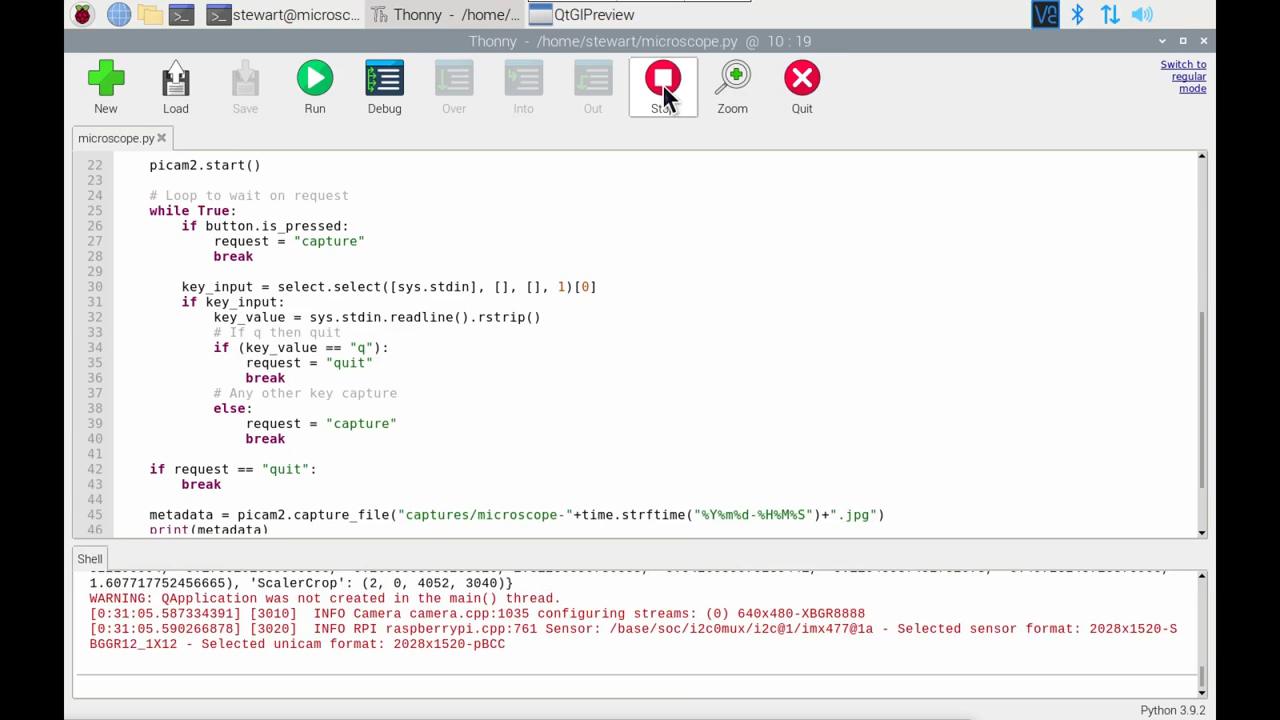 stewart@microsc...
Thonny - /home/...
QtGlPreview
Thonny - /home/stewart/microscope.py @ 10 : 19
New
Load
Save
Run
Debug
Over
Into
Out
Zoom
Quit
Switch to
regular
mode
microscope.py
22 picam2.start()
23
24 # Loop to wait on request
25 while True:
26 if button.is_pressed:
27 request = "capture"
28 break
29
30 key_input = select.select([sys.stdin], [], [], 1)[0]
31 if key_input:
32 key_value = sys.stdin.readline().rstrip()
33 # If q then quit
34 if (key_value == "q"):
35 request = "quit"
36 break
37 # Any other key capture
38 else:
39 request = "capture"
40 break
41
42 if request == "quit":
43 break
44
45 metadata = picam2.capture_file("captures/microscope-"+time.strftime("%Y%m%d-%H%M%S")+".jpg")
46 print(metadata)
Shell
1.607717752456665), 'ScalerCrop': (2, 0, 4052, 3040)}
WARNING: QApplication was not created in the main() thread.
[0:31:05.587334391] [3010] INFO Camera camera.cpp:1035 configuring streams: (0) 640x480-XBGR8888
[0:31:05.590266878] [3020] INFO RPI raspberrypi.cpp:761 Sensor: /base/soc/i2c0mux/i2c@1/imx477@1a - Selected sensor format: 2028x1520-S
BGGR12_1X12 - Selected unicam format: 2028x1520-pBCC
Python 3.9.2